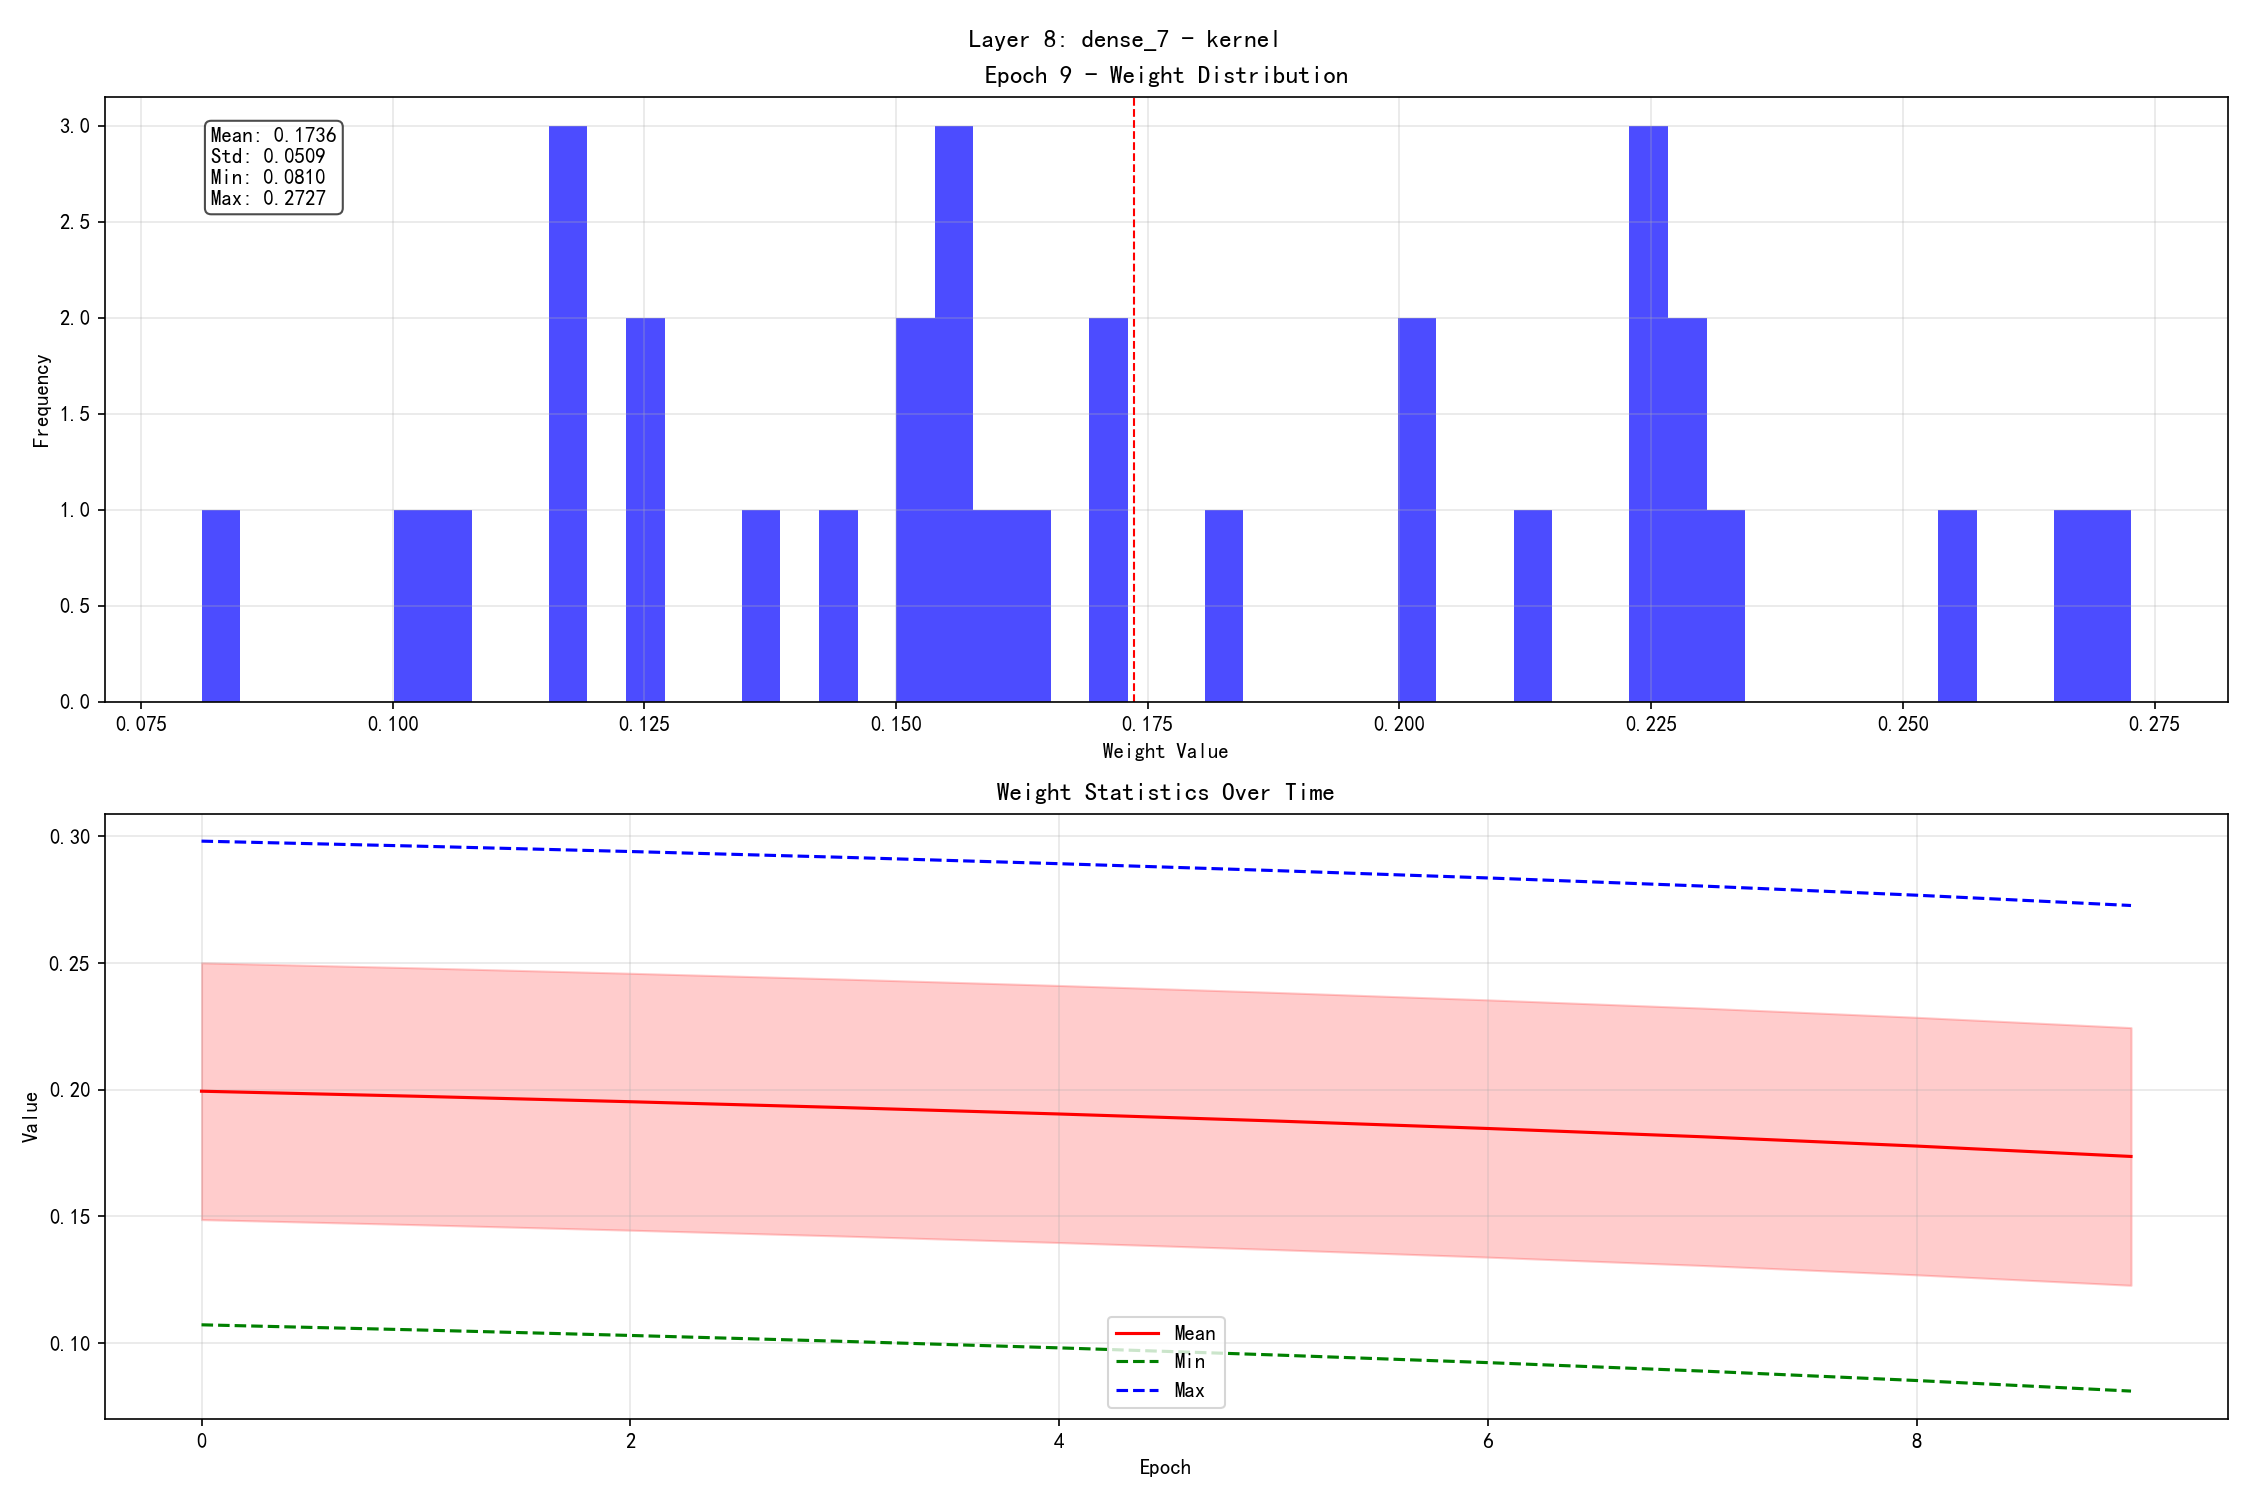 Layer 8: dense_7 - kernel
Epoch 9 - Weight Distribution
Mean: 0.1736
Std: 0.0509
Min: 0.0810
Max: 0.2727
Frequency
3.0
2.5
2.0
1.5
1.0
0.5
0.0
0.075 0.100 0.125 0.150 0.175 0.200 0.225 0.250 0.275
Weight Value
Weight Statistics Over Time
Value
0.30
0.25
0.20
0.15
0.10
Mean
Min
Max
0 2 4 6 8
Epoch